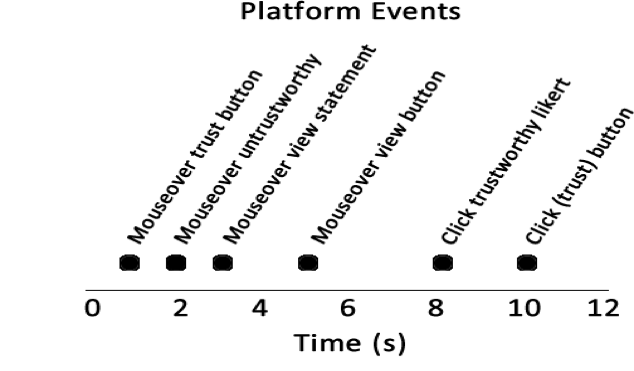 Platform Events
Mouseover trust button
Mouseover untrustworthy
Mouseover view statement
Mouseover view button
Click trustworthy likert
Click (trust) button
0 2 4 6 8 10 12
Time (s)